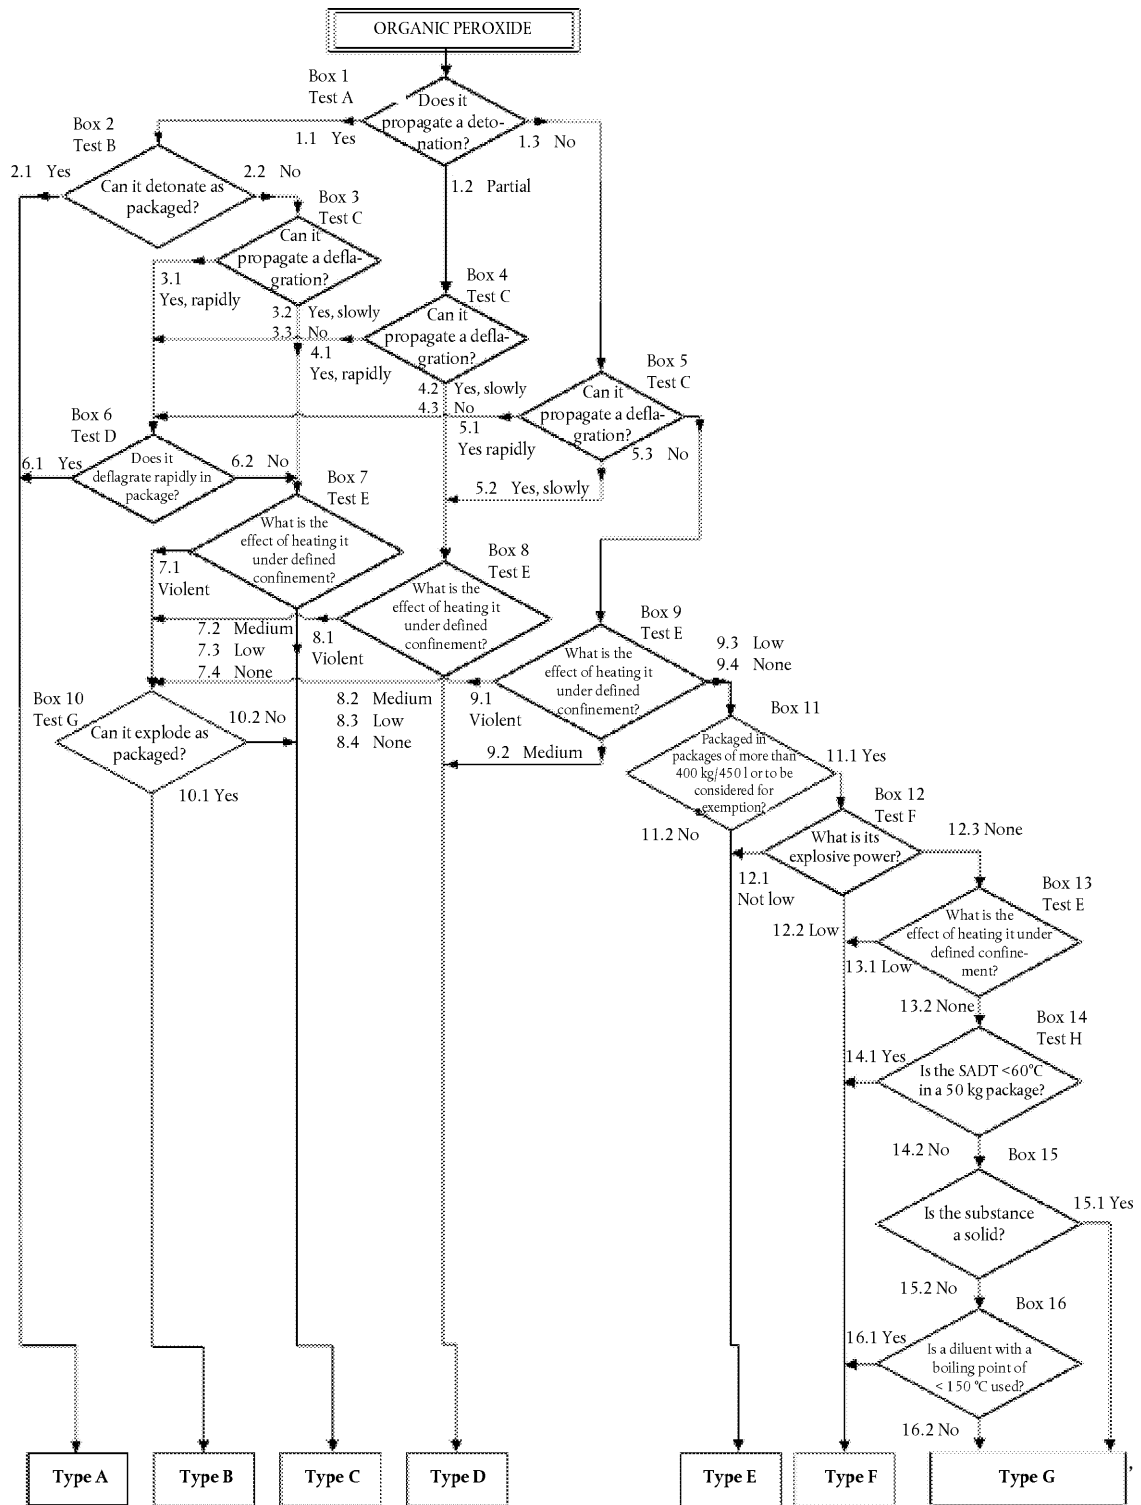 ORGANIC PEROXIDE
Box 1
Test A
Does it
propagate a deto-
nation?
1.1 Yes
1.2 Partial
1.3 No
Box 2
Test B
Can it detonate as
packaged?
2.1 Yes
2.2 No
Box 3
Test C
Can it
propagate a defla-
gration?
3.1
Yes, rapidly
3.2 Yes, slowly
3.3 No
Box 4
Test C
Can it
propagate a defla-
gration?
4.1
Yes, rapidly
4.2 Yes, slowly
4.3 No
Box 5
Test C
Can it
propagate a defla-
gration?
5.1
Yes rapidly
5.2 Yes, slowly
5.3 No
Box 6
Test D
Does it
deflagrate rapidly in
package?
6.1 Yes
6.2 No
Box 7
Test E
What is the
effect of heating it
under defined
confinement?
7.1
Violent
7.2 Medium
7.3 Low
7.4 None
Box 8
Test E
What is the
effect of heating it
under defined
confinement?
8.1
Violent
8.2 Medium
8.3 Low
8.4 None
Box 9
Test E
What is the
effect of heating it
under defined
confinement?
9.1
Violent
9.2 Medium
9.3 Low
9.4 None
Box 10
Test G
Can it explode as
packaged?
10.1 Yes
10.2 No
Box 11
Packaged in
packages of more than
400 kg/450 l or to be
considered for
exemption?
11.1 Yes
11.2 No
Box 12
Test F
What is its
explosive power?
12.1
Not low
12.2 Low
12.3 None
Box 13
Test E
What is the
effect of heating it under
defined confine-
ment?
13.1 Low
13.2 None
Box 14
Test H
Is the SADT <60°C
in a 50 kg package?
14.1 Yes
14.2 No
Box 15
Is the substance
a solid?
15.1 Yes
15.2 No
Box 16
Is a diluent with a
boiling point of
< 150 °C used?
16.1 Yes
16.2 No
Type A
Type B
Type C
Type D
Type E
Type F
Type G
,